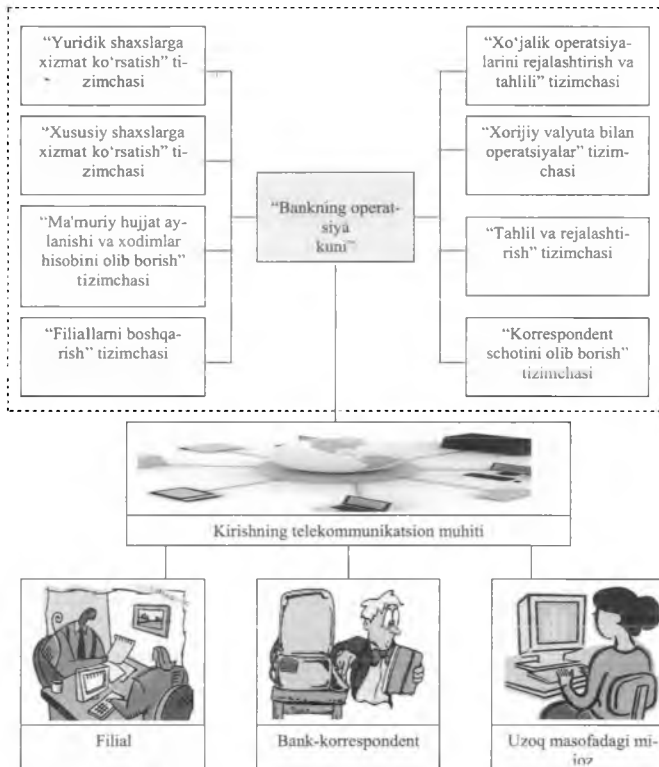 “Yuridik shaxslarga
xizmat ko‘rsatish” ti-
zimchasi
“Xususiy shaxslarga
xizmat ko‘rsatish” ti-
zimchasi
“Ma'muriy hujjat ay-
lanishi va xodimlar
hisobini olib borish”
tizimchasi
“Filiallarni boshqa-
rish” tizimchasi
“Bankning operat-
siya
kuni”
“Xo‘jalik operatsiya-
larini rejalashtirish va
tahlili” tizimchasi
“Xorijiy valyuta bilan
operatsiyalar” tizim-
chasi
“Tahlil va rejalashti-
rish” tizimchasi
“Korrespondent
schotini olib borish”
tizimchasi
Kirishning telekommunikatsion muhiti
Filial
Bank-korrespondent
Uzoq masofadagi mi-
joz